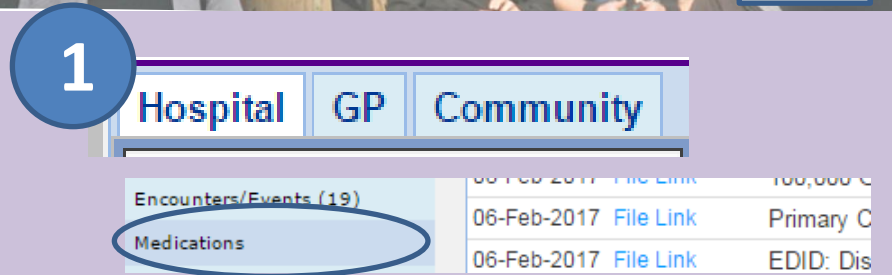 1
Hospital GP Community
Encounters/Events (19)
06-Feb-2017 File Link
06-Feb-2017 File Link Primary C
Medications
06-Feb-2017 File Link EDID: Dis